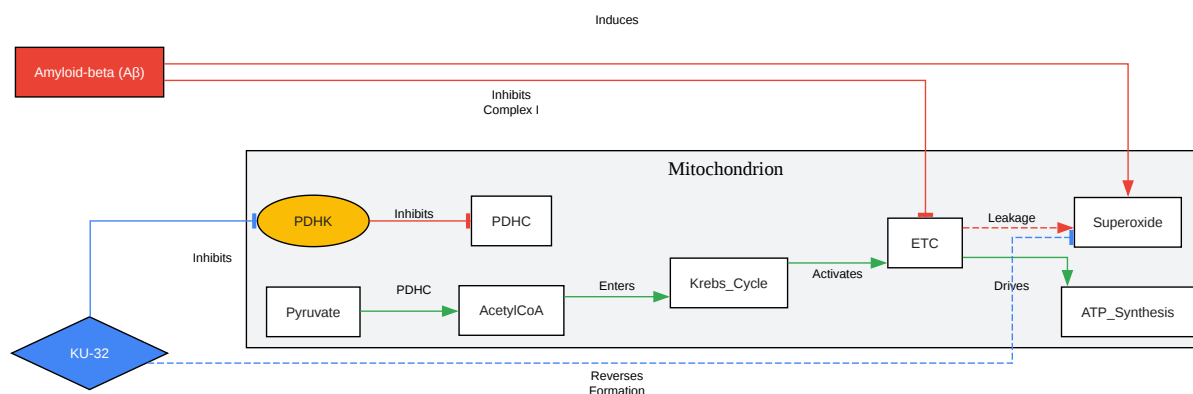 Induces
Amyloid-beta (Aβ)
Inhibits
Complex I
Mitochondrion
PDHK
Inhibits
PDHC
Leakage
Superoxide
ETC
Inhibits
Activates
Krebs_Cycle
Drives
PDHC
Enters
Pyruvate
AcetylCoA
ATP_Synthesis
KU-32
Reverses
Formation